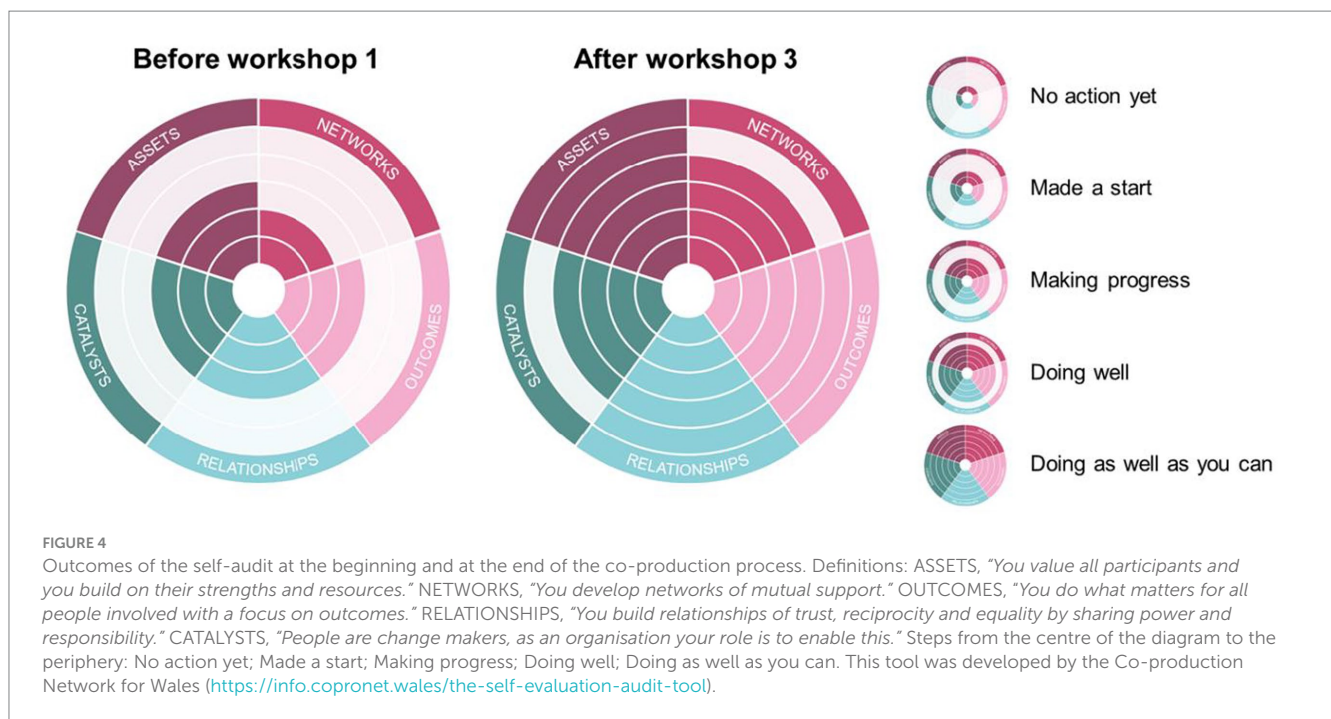 Before workshop 1
After workshop 3
ASSETS
NETWORKS
CATALYSTS
OUTCOMES
RELATIONSHIPS
ASSETS
NETWORKS
CATALYSTS
OUTCOMES
RELATIONSHIPS
No action yet
Made a start
Making progress
Doing well
Doing as well as you can
FIGURE 4
Outcomes of the self-audit at the beginning and at the end of the co-production process. Definitions: ASSETS, "You value all participants and
you build on their strengths and resources." NETWORKS, "You develop networks of mutual support." OUTCOMES, "You do what matters for all
people involved with a focus on outcomes." RELATIONSHIPS, "You build relationships of trust, reciprocity and equality by sharing power and
responsibility." CATALYSTS, "People are change makers, as an organisation your role is to enable this." Steps from the centre of the diagram to the
periphery: No action yet; Made a start; Making progress; Doing well; Doing as well as you can. This tool was developed by the Co-production
Network for Wales (https://info.copronet.wales/the-self-evaluation-audit-tool).